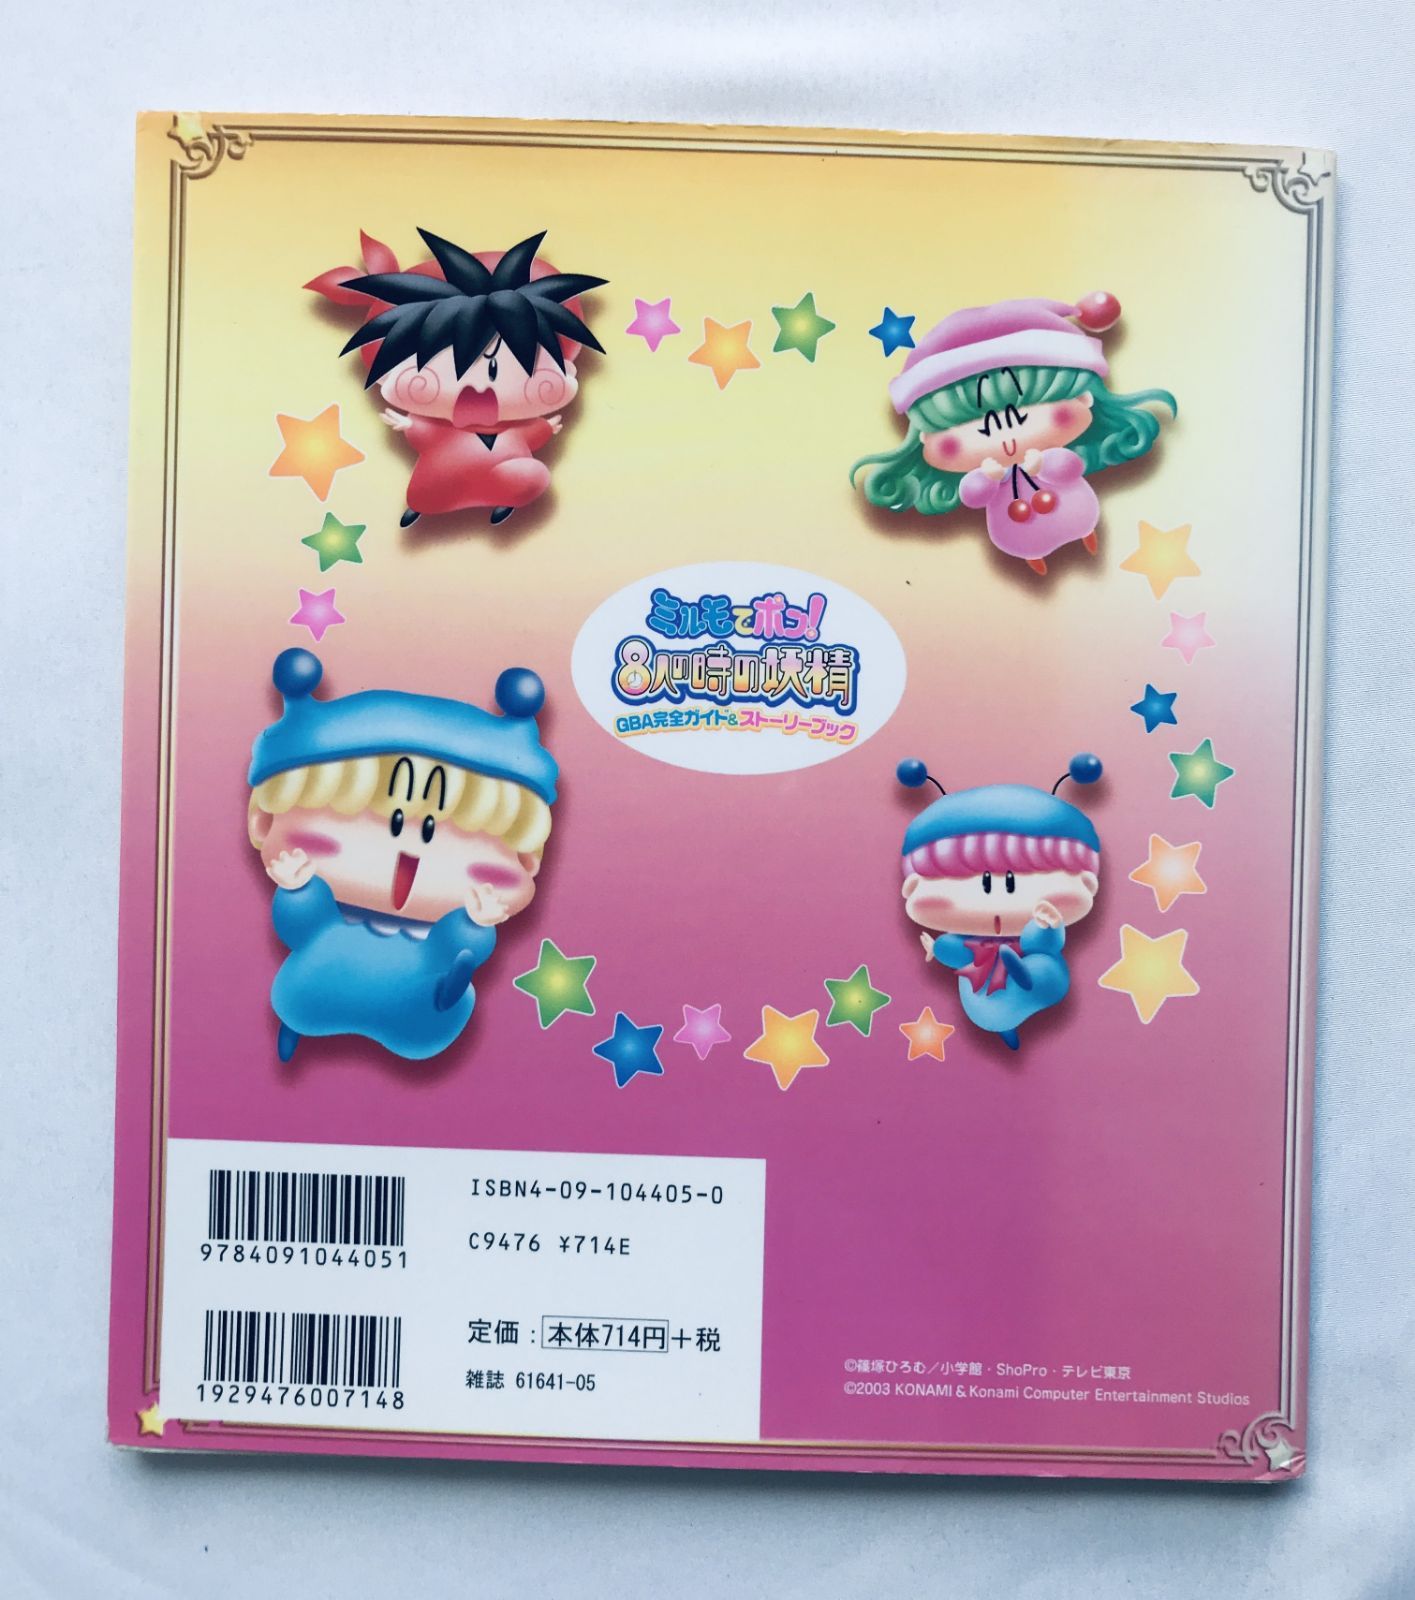 ミルモでポン!
8人の時の妖精
GBA完全ガイド&ストーリーブック
ISBN4-09-104405-0
C9476 ¥714E
9784091044051
定価:本体714円+税
雑誌 61641-05
1929476007148
©篠塚ひろむ/小学館・ShoPro・テレビ東京
©2003 KONAMI & Konami Computer Entertainment Studios